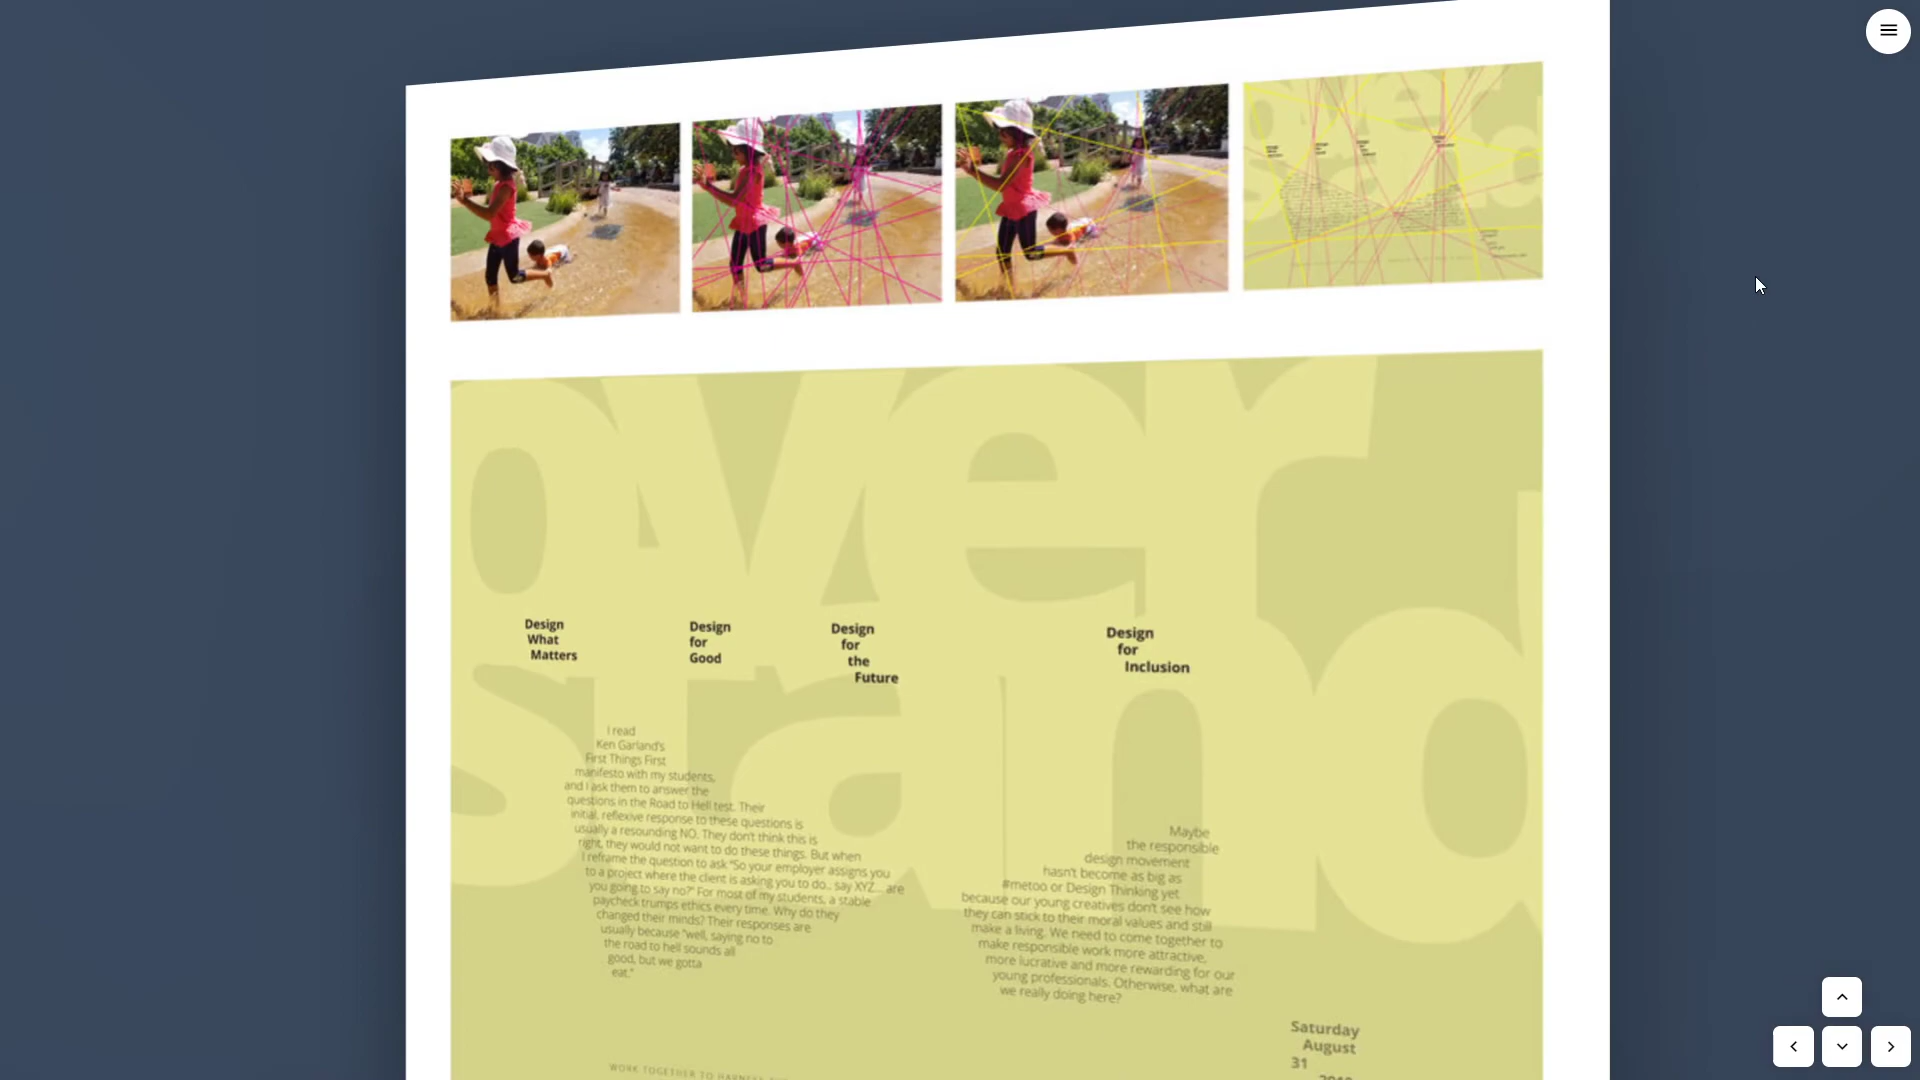 over
stand
Design
What
Matters
Design
for
Good
Design
for
the
Future
Design
for
Inclusion
I read
Ken Garland's
First Things First
manifesto with my students,
and I ask them to answer the
questions in the Road to Hell test. Their
initial, reflexive response to these questions is
usually a resounding NO. They don't think this is
right, they would not want to do these things. But when
I reframe the question to ask "So your employer assigns you
to a project where the client is asking you to do.. say XYZ... are
you going to say no?" For most of my students, a stable
paycheck trumps ethics every time. Why do they
changed their minds? Their responses are
usually because "well, saying no to
the road to hell sounds all
good, but we gotta
eat."
Maybe
the responsible
design movement
hasn't become as big as
#metoo or Design Thinking yet
because our young creatives don't see how
they can stick to their moral values and still
make a living. We need to come together to
make responsible work more attractive,
more lucrative and more rewarding for our
young professionals. Otherwise, what are
we really doing here?
Saturday
August
31
WORK TOGETHER TO HARNESS